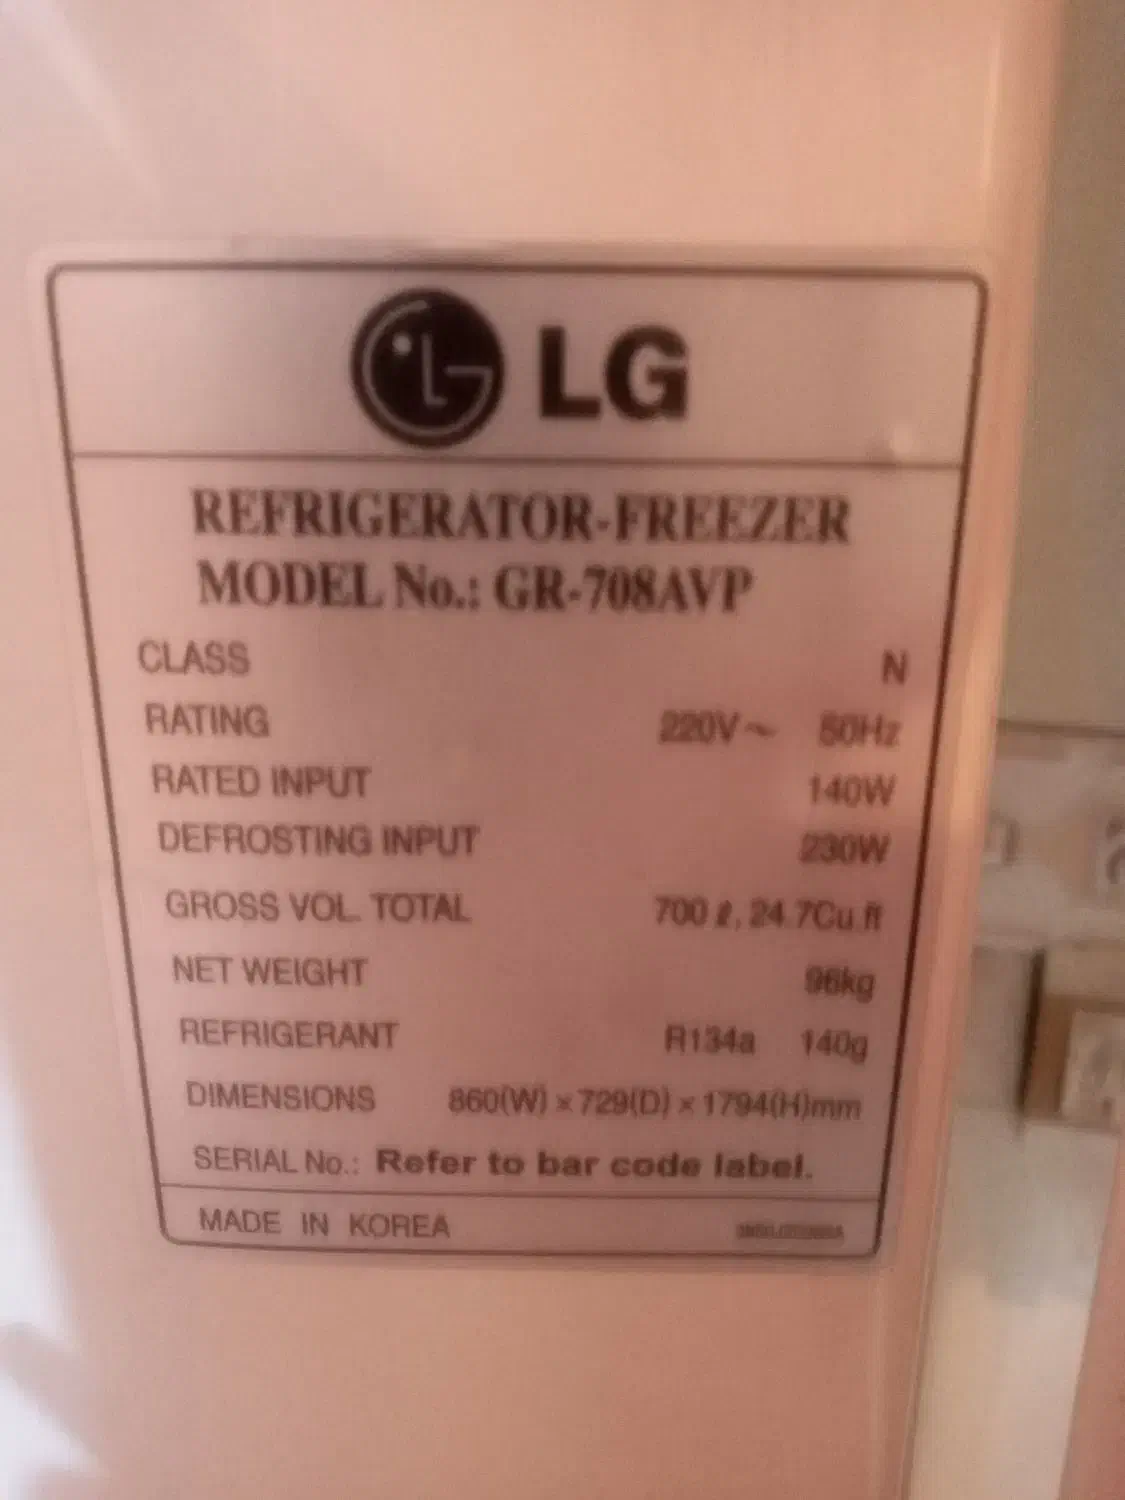 LG
REFRIGERATOR-FREEZER
MODEL No.: GR-708AVP
CLASS N
RATING 220V~ 50Hz
RATED INPUT 140W
DEFROSTING INPUT 230W
GROSS VOL. TOTAL 700 ℓ, 24.7Cu.ft
NET WEIGHT 96kg
REFRIGERANT R134a 140g
DIMENSIONS 860(W) × 729(D) × 1794(H)mm
SERIAL No.: Refer to bar code label.
MADE IN KOREA